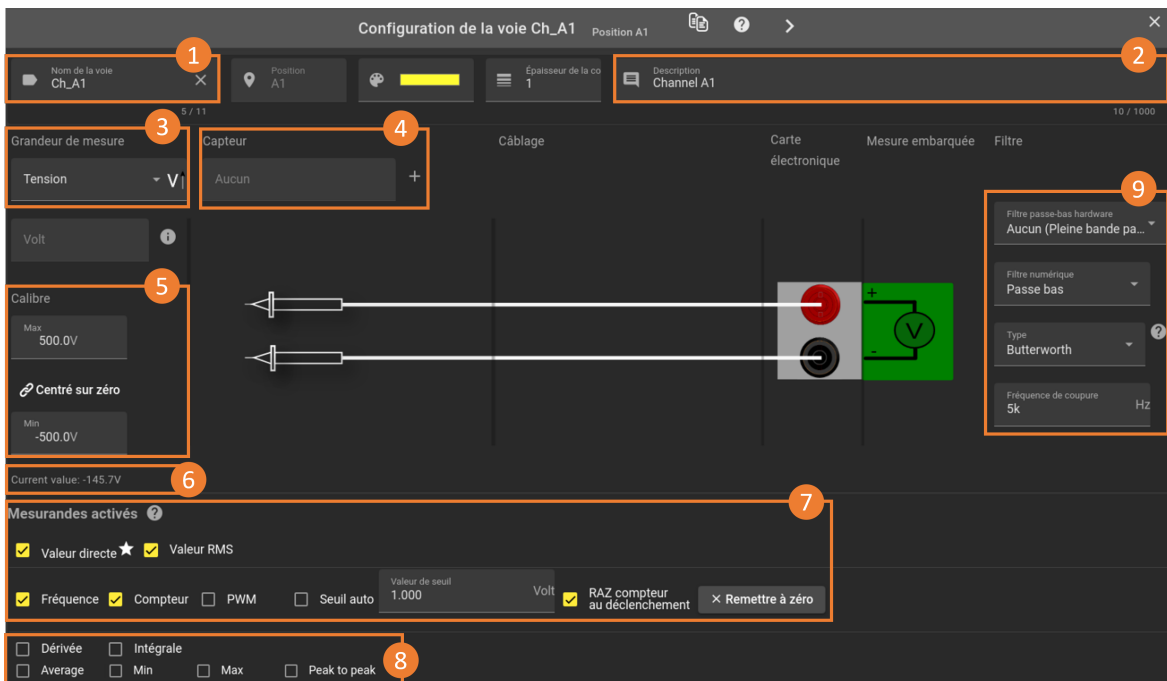 Configuration de la voie Ch_A1 Position A1
1
2
Nom de la voie
Ch_A1
Position
A1
Épaisseur de la co
1
Description
Channel A1
5 / 11
10 / 1000
3
4
Grandeur de mesure
Capteur
Câblage
Carte
électronique
Mesure embarquée
Filtre
Tension
V
Aucun
+
9
Volt
Filtre passe-bas hardware
Aucun (Pleine bande pa...
5
Calibre
Filtre numérique
Passe bas
Max
500.0V
+
V
-
Type
Butterworth
Centré sur zéro
Min
-500.0V
Fréquence de coupure
5k
Hz
Current value: -145.7V
6
7
Mesurandes activés
Valeur directe
Valeur RMS
Fréquence
Compteur
PWM
Seuil auto
Valeur de seuil
1.000
Volt
RAZ compteur
au déclenchement
× Remettre à zéro
Dérivée
Intégrale
8
Average
Min
Max
Peak to peak